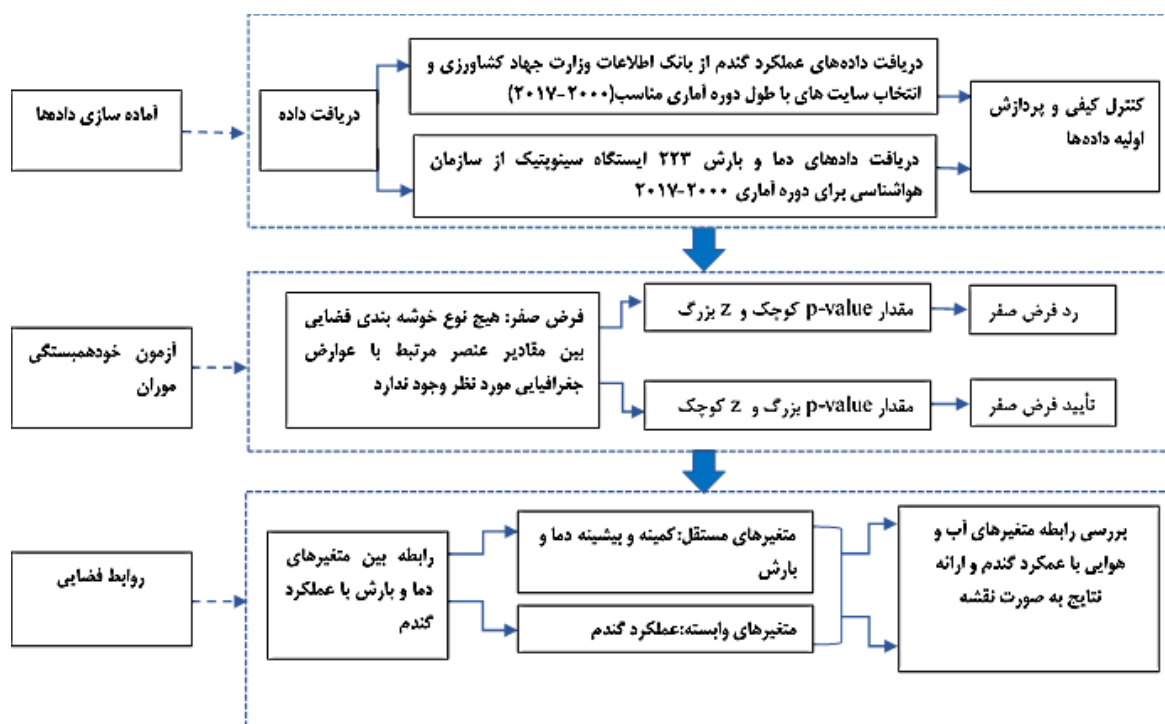 آماده سازی داده‌ها
دریافت داده
دریافت داده‌های عملکرد گندم از بانک اطلاعات وزارت جهاد کشاورزی و
انتخاب سایت های با طول دوره آماری مناسب(۲۰۰۰-۲۰۱۷)
دریافت داده‌های دما و بارش ۲۲۳ ایستگاه سینوپتیک از سازمان
هواشناسی برای دوره آماری ۲۰۰۰-۲۰۱۷
کنترل کیفی و پردازش
اولیه داده‌ها
آزمون خودهمبستگی
موران
فرض صفر: هیچ نوع خوشه بندی فضایی
بین مقادیر عنصر مرتبط با عوارض
جغرافیایی مورد نظر وجود ندارد
مقدار p-value کوچک و z بزرگ
رد فرض صفر
مقدار p-value بزرگ و z کوچک
تأیید فرض صفر
روابط فضایی
رابطه بین متغیرهای
دما و بارش با عملکرد
گندم
متغیرهای مستقل:کمینه و بیشینه دما و
بارش
متغیرهای وابسته:عملکرد گندم
بررسی رابطه متغیرهای آب و
هوایی با عمکرد گندم و ارائه
نتایج به صورت نقشه